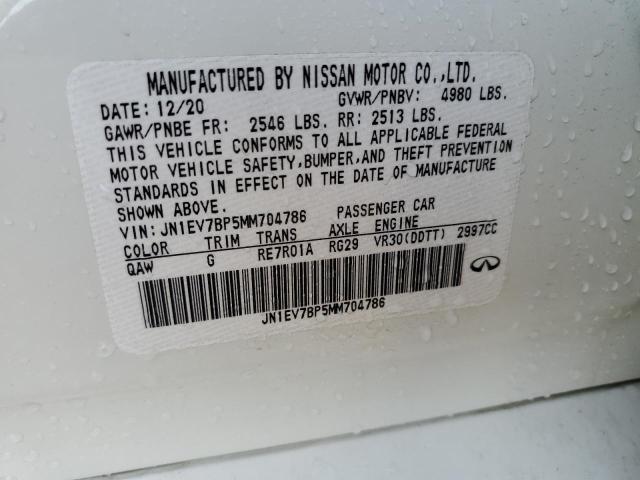 MANUFACTURED BY NISSAN MOTOR CO.,LTD.
DATE: 12/20 GVWR/PNBV: 4980 LBS.
GAWR/PNBE FR: 2546 LBS. RR: 2513 LBS.
THIS VEHICLE CONFORMS TO ALL APPLICABLE FEDERAL
MOTOR VEHICLE SAFETY,BUMPER,AND THEFT PREVENTION
STANDARDS IN EFFECT ON THE DATE OF MANUFACTURE
SHOWN ABOVE.
VIN: JN1EV7BP5MM704786 PASSENGER CAR
COLOR TRIM TRANS AXLE ENGINE
QAW G RE7R01A RG29 VR30(DDTT) 2997CC
JN1EV7BP5MM704786